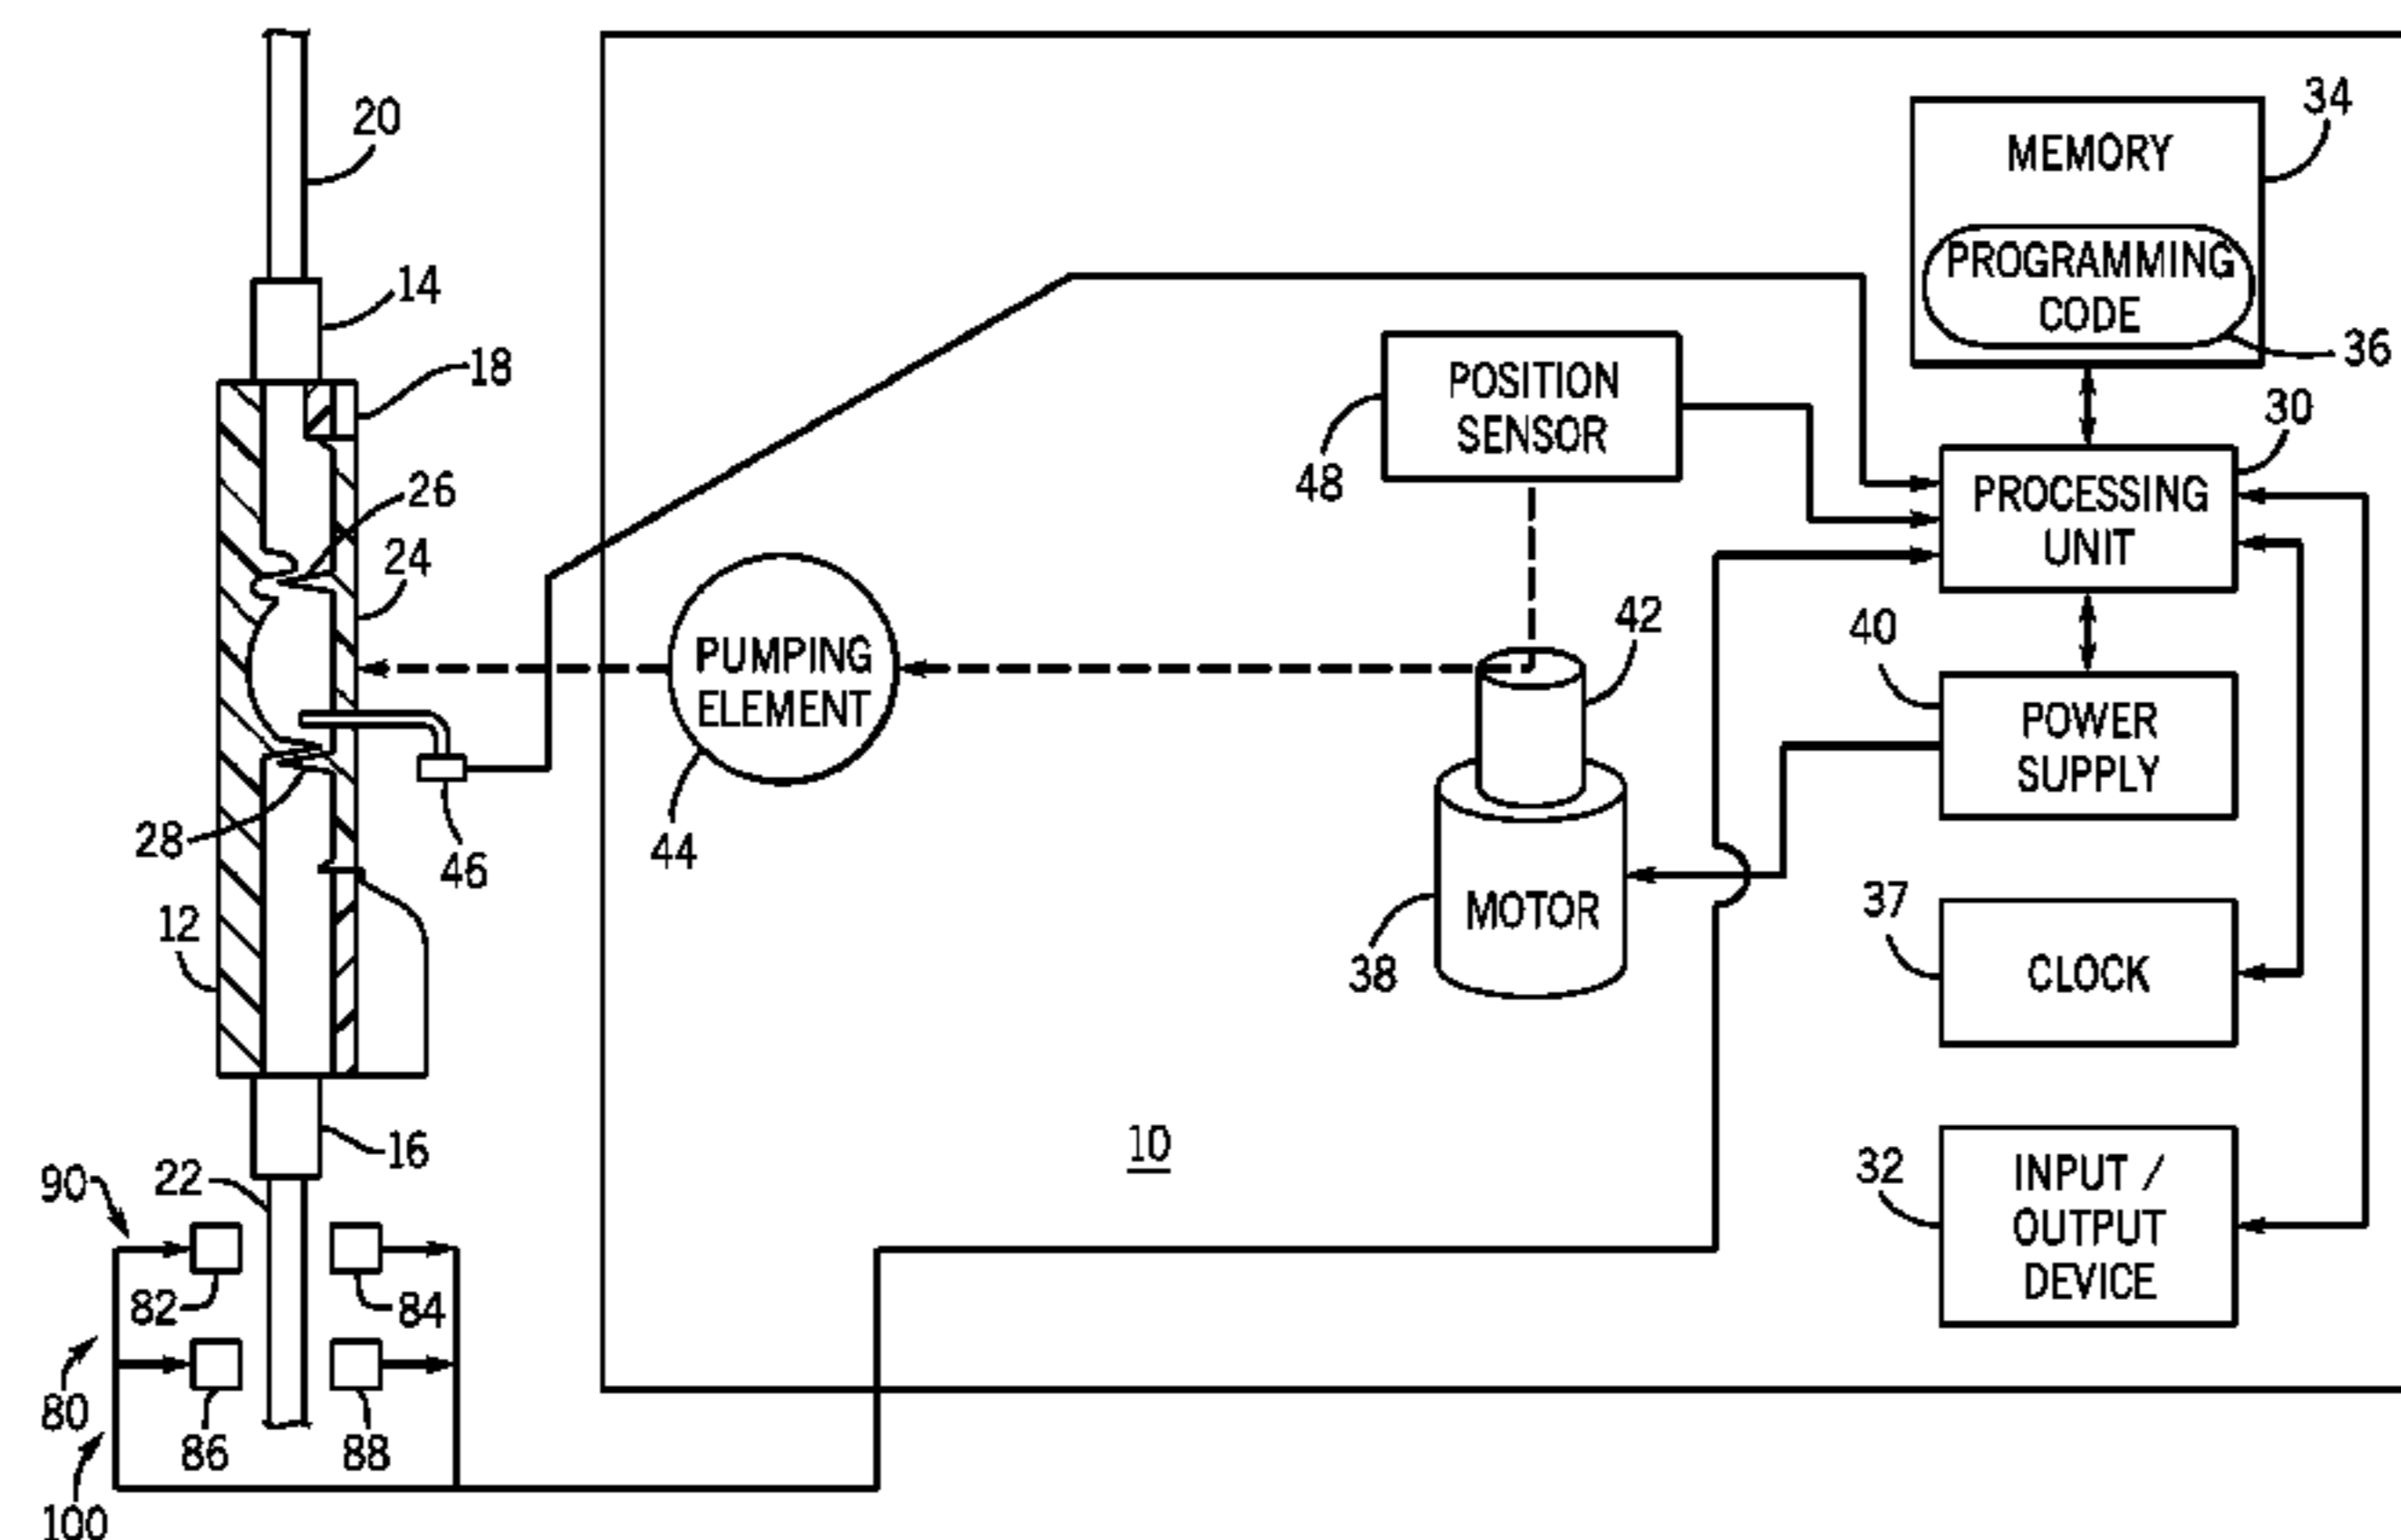 20
14
18
26
24
28
12
46
16
22
90
82
84
80
86
88
100
PUMPING
ELEMENT
44
10
POSITION
SENSOR
48
42
MOTOR
38
MEMORY
34
PROGRAMMING
CODE
36
30
PROCESSING
UNIT
40
POWER
SUPPLY
37
CLOCK
32
INPUT /
OUTPUT
DEVICE